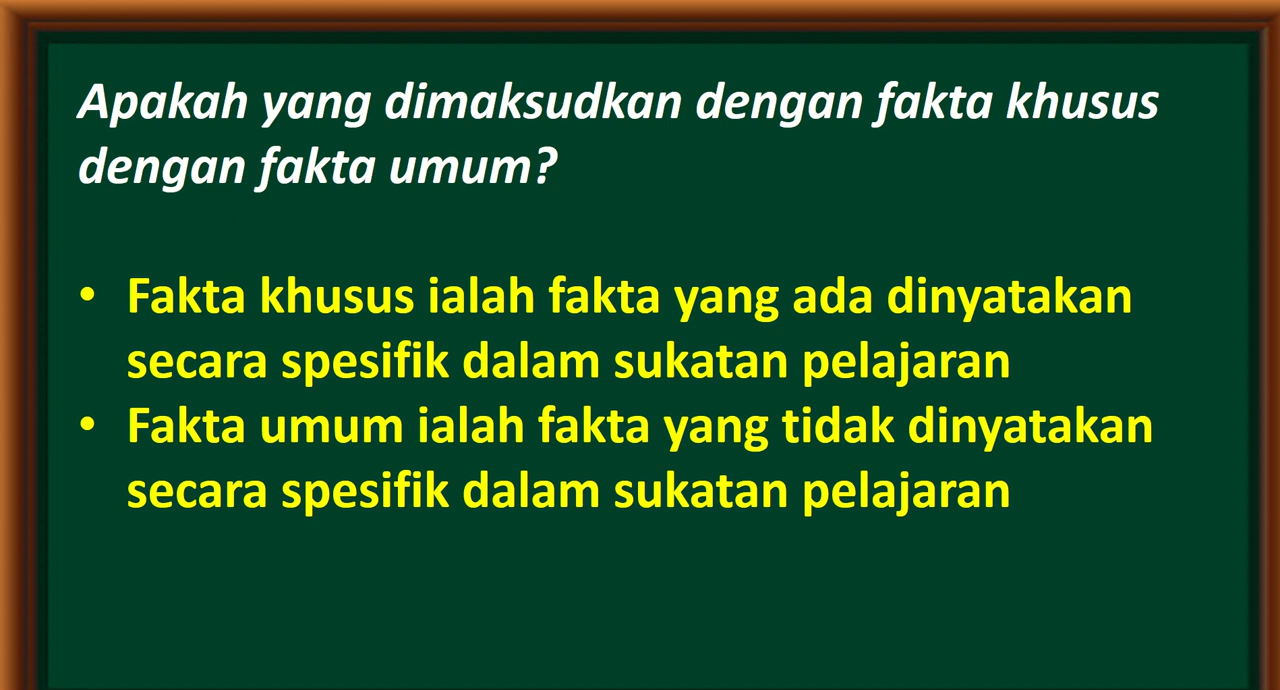 Apakah yang dimaksudkan dengan fakta khusus
dengan fakta umum?
• Fakta khusus ialah fakta yang ada dinyatakan
secara spesifik dalam sukatan pelajaran
• Fakta umum ialah fakta yang tidak dinyatakan
secara spesifik dalam sukatan pelajaran